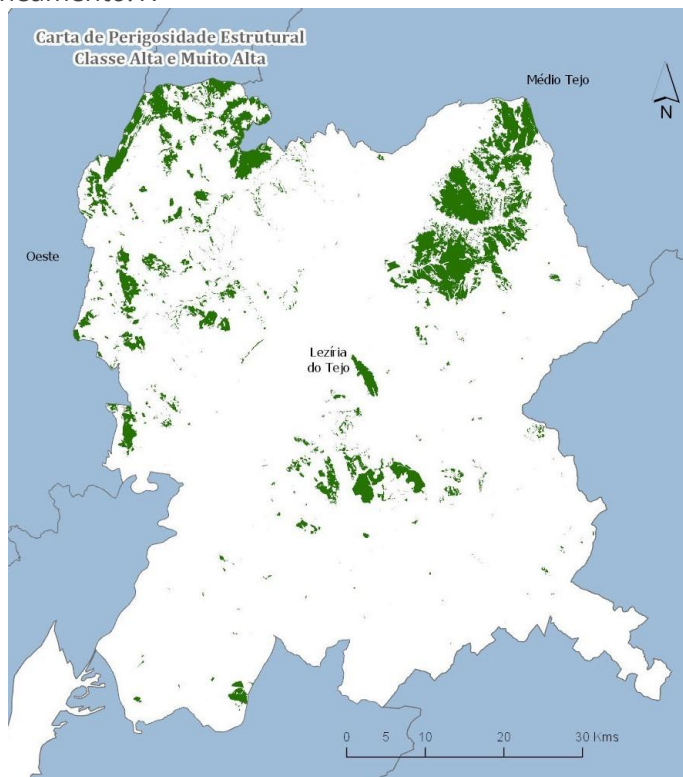 Carta de Perigosidade Estrutural
Classe Alta e Muito Alta
Médio Tejo
N
Oeste
Lezíria
do Tejo
0 5 10 20 30 Kms